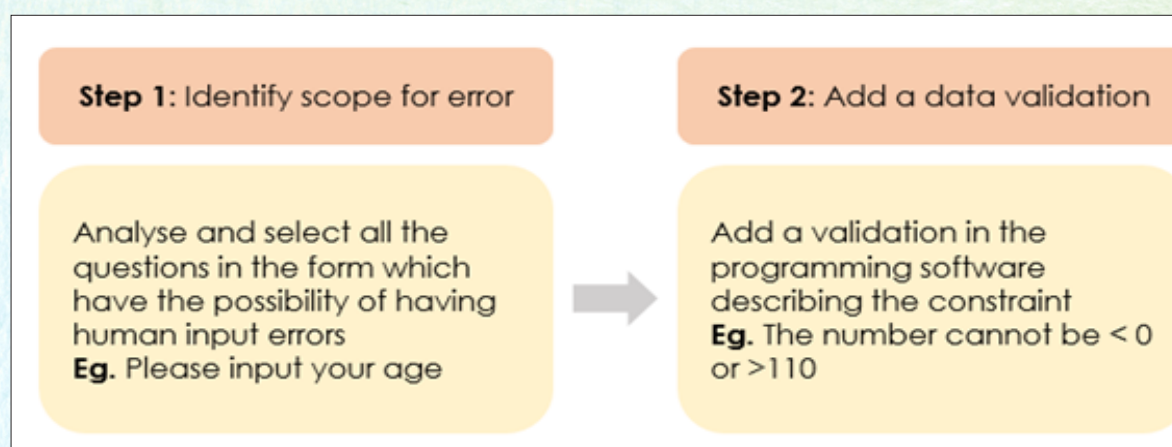 Step 1: Identify scope for error
Analyse and select all the
questions in the form which
have the possibility of having
human input errors
Eg. Please input your age
Step 2: Add a data validation
Add a validation in the
programming software
describing the constraint
Eg. The number cannot be < 0
or >110